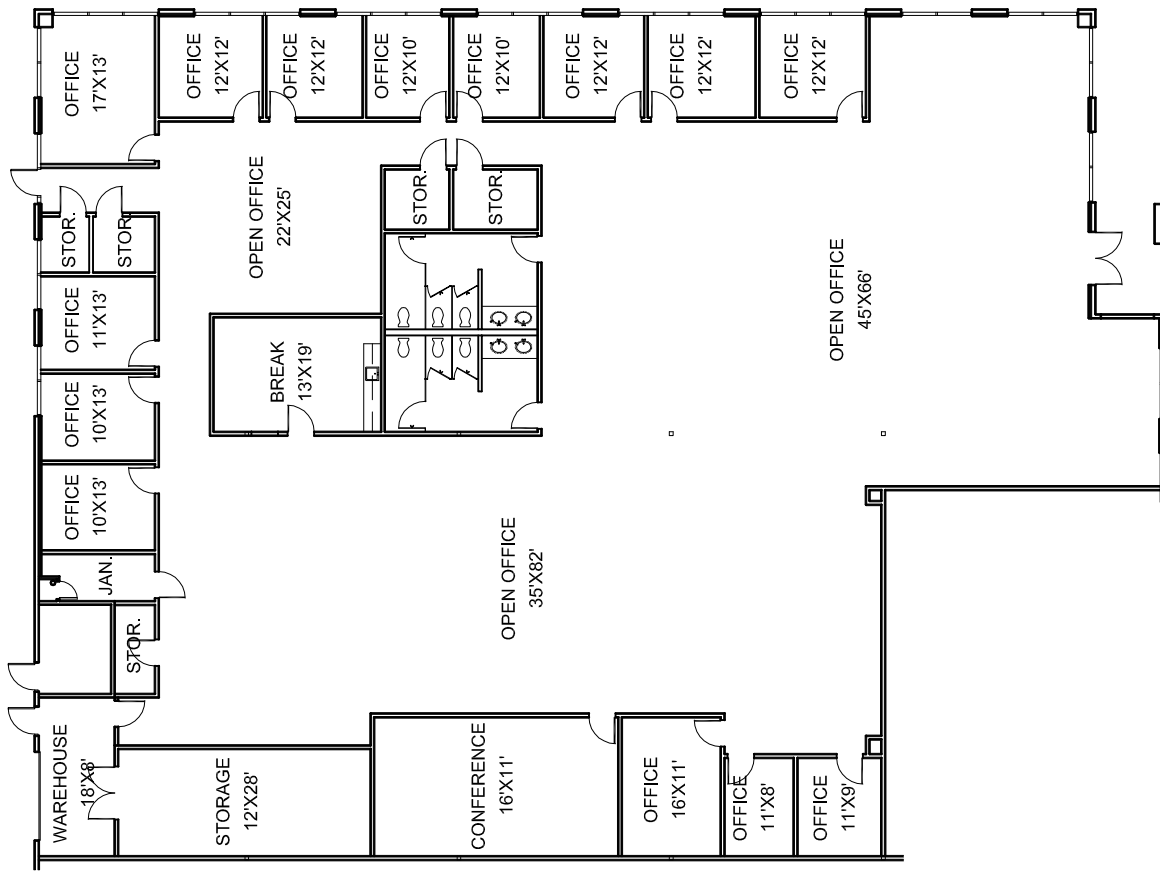 OFFICE
17'X13'
OFFICE
12'X12'
OFFICE
12'X12'
OFFICE
12'X10'
OFFICE
12'X10'
OFFICE
12'X12'
OFFICE
12'X12'
OFFICE
12'X12'
STOR.
STOR.
OPEN OFFICE
22'X25'
STOR.
STOR.
OFFICE
11'X13'
OPEN OFFICE
45'X66'
BREAK
13'X19'
OFFICE
10'X13'
OFFICE
10'X13'
JAN.
OPEN OFFICE
35'X82'
STOR.
WAREHOUSE
18'X8'
STORAGE
12'X28'
CONFERENCE
16'X11'
OFFICE
16'X11'
OFFICE
11'X8'
OFFICE
11'X9'